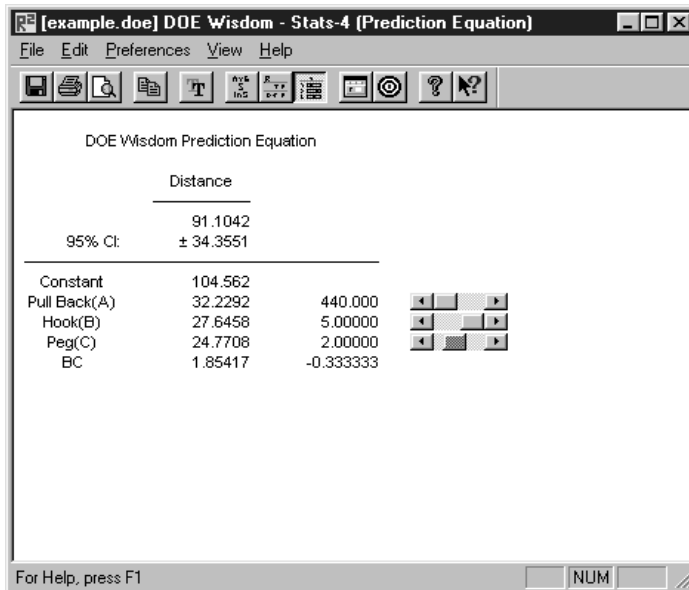 [example.doe] DOE Wisdom - Stats-4 (Prediction Equation)
File Edit Preferences View Help
DOE Wisdom Prediction Equation
Distance
91.1042
95% CI: ± 34.3551
Constant 104.562
Pull Back(A) 32.2292 440.000
Hook(B) 27.6458 5.00000
Peg(C) 24.7708 2.00000
BC 1.85417 -0.333333
For Help, press F1 NUM